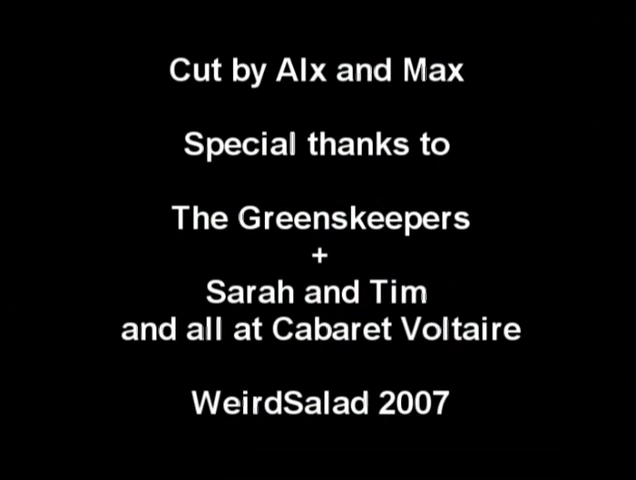 Cut by Alx and Max
Special thanks to
The Greenskeepers
+
Sarah and Tim
and all at Cabaret Voltaire
WeirdSalad 2007